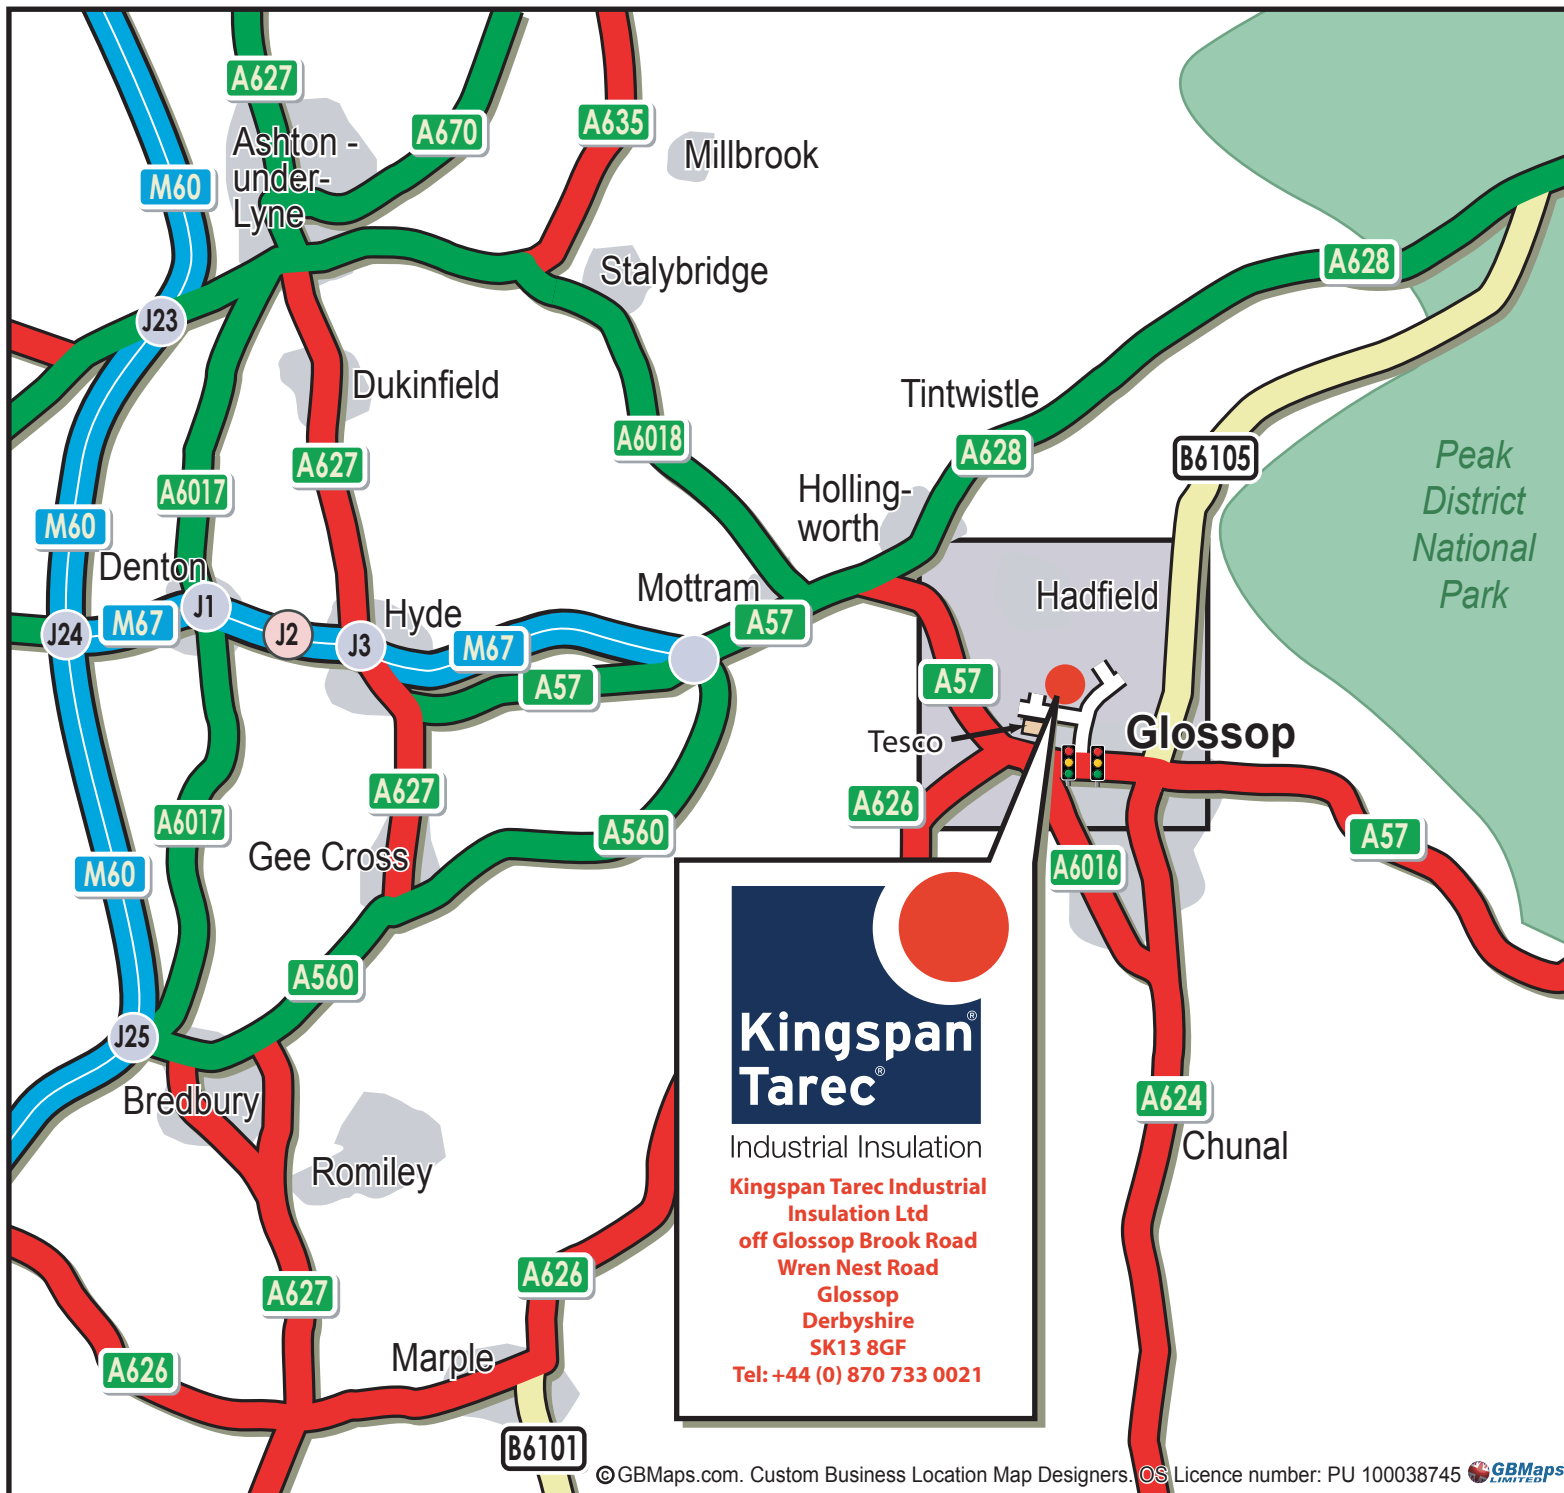 A627
A670
A635
Millbrook
Ashton -
under-
Lyne
M60
Stalybridge
A628
J23
Dukinfield
Tintwistle
A6018
A628
B6105
Peak
District
National
Park
A627
A6017
Holling-
worth
M60
Denton
J1
Mottram
Hadfield
Hyde
A57
J24
M67
J2
J3
M67
A57
A57
Tesco
Glossop
A627
A626
A6017
A560
A57
Gee Cross
M60
A6016
A560
J25
Kingspan®
Tarec®
Industrial Insulation
Bredbury
A624
Chunal
Romiley
Kingspan Tarec Industrial
Insulation Ltd
off Glossop Brook Road
Wren Nest Road
Glossop
Derbyshire
SK13 8GF
Tel: +44 (0) 870 733 0021
A626
A627
Marple
A626
B6101
© GBMaps.com. Custom Business Location Map Designers. OS Licence number: PU 100038745
GBMaps
LIMITED